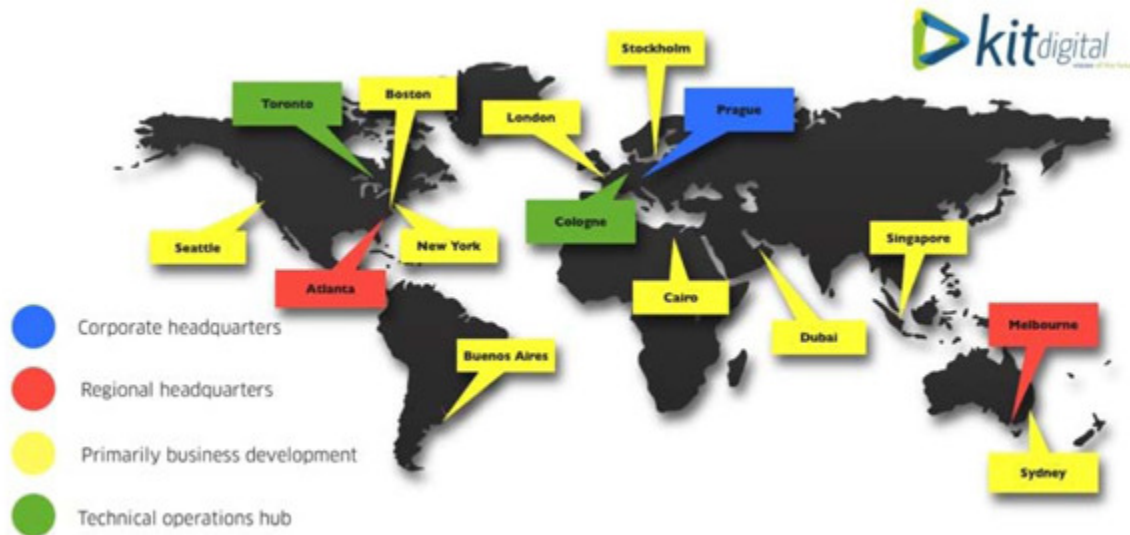 kitdigital
Stockholm
Boston
Toronto
London
Prague
Cologne
Seattle
New York
Singapore
Atlanta
Cairo
Dubai
Melbourne
Buenos Aires
Sydney
Corporate headquarters
Regional headquarters
Primarily business development
Technical operations hub